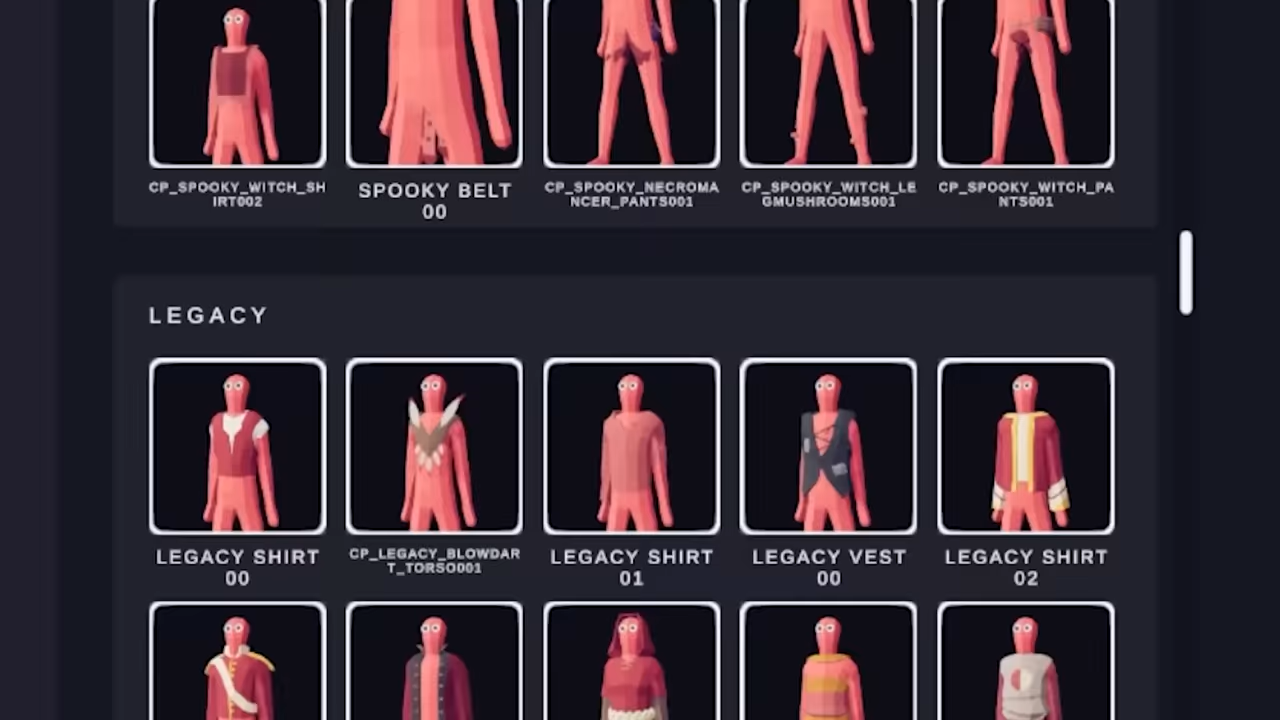 CP_SPOOKY_WITCH_SH
IRT002
SPOOKY BELT
00
CP_SPOOKY_NECROMA
NCER_PANTS001
CP_SPOOKY_WITCH_LE
GMUSHROOMS001
CP_SPOOKY_WITCH_PA
NTS001
LEGACY
LEGACY SHIRT
00
CP_LEGACY_BLOWDAR
T_TORSO001
LEGACY SHIRT
01
LEGACY VEST
00
LEGACY SHIRT
02